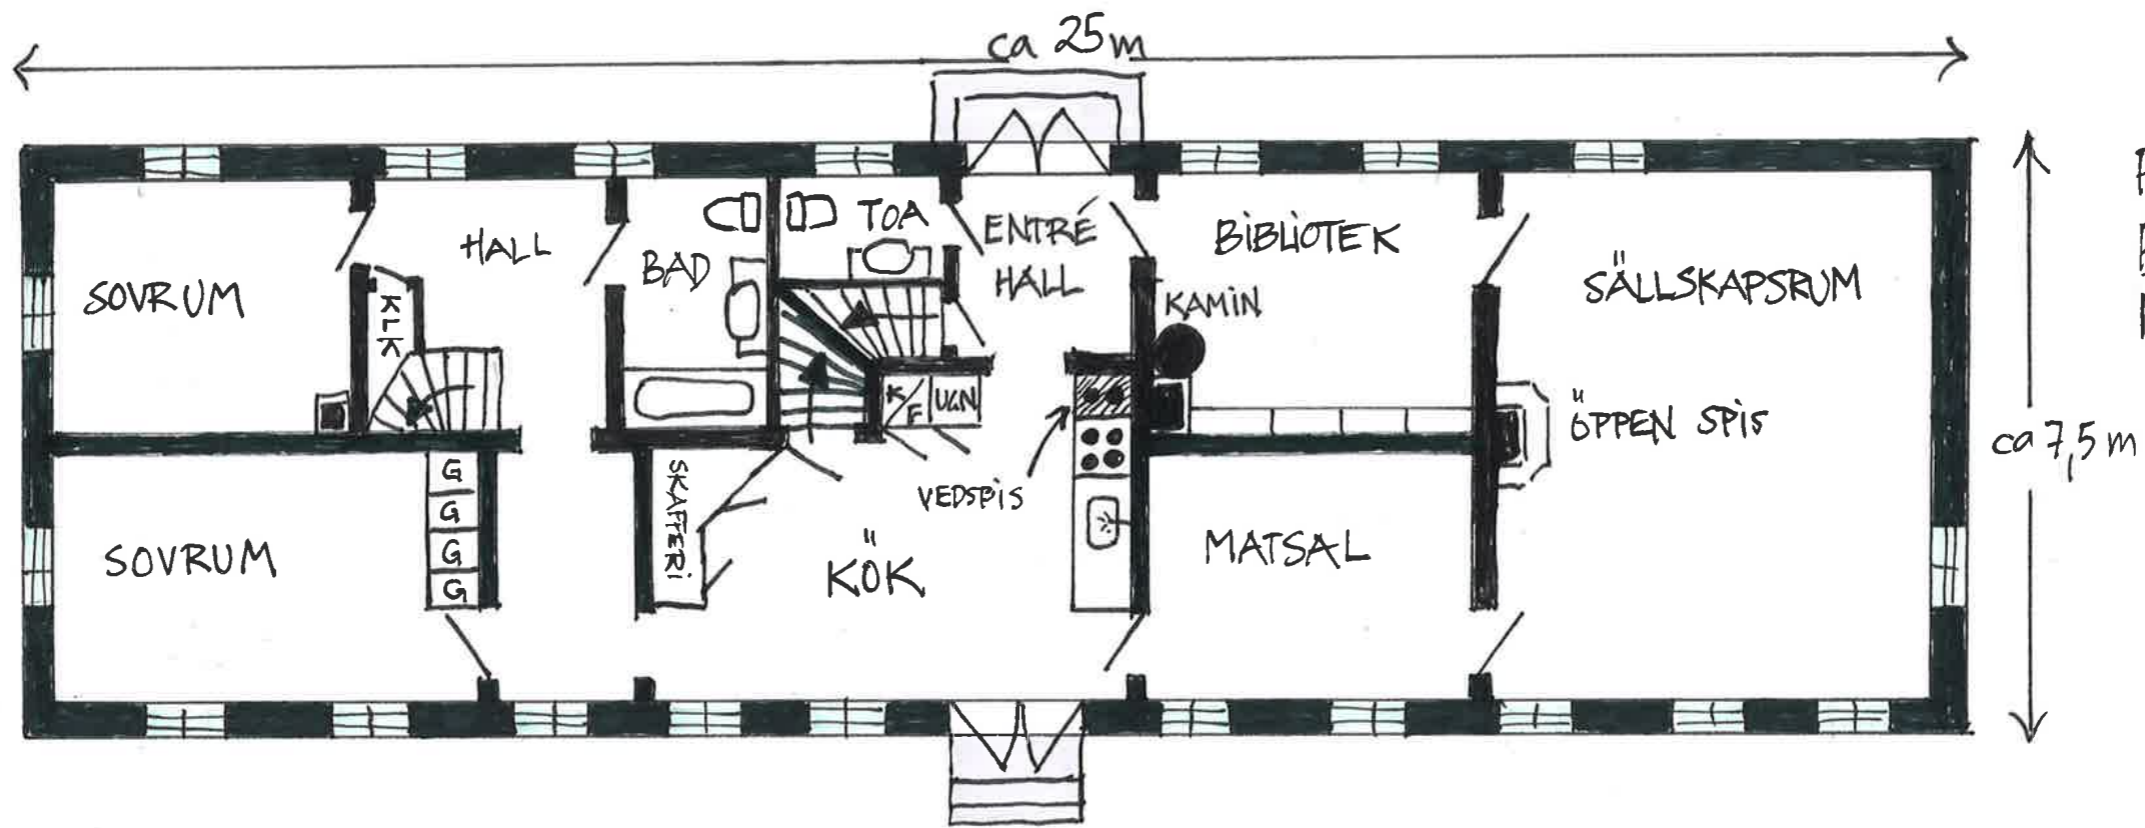 ca 25m
SOVRUM
HALL
KLK
BAD
TOA
ENTRÉ
HALL
BIBLIOTEK
KAMIN
SÄLLSKAPSRUM
ÖPPEN SPIS
ca 7,5 m
K/F
UGN
VEDSPIS
SOVRUM
G
G
G
G
SKAFFERI
KÖK
MATSAL